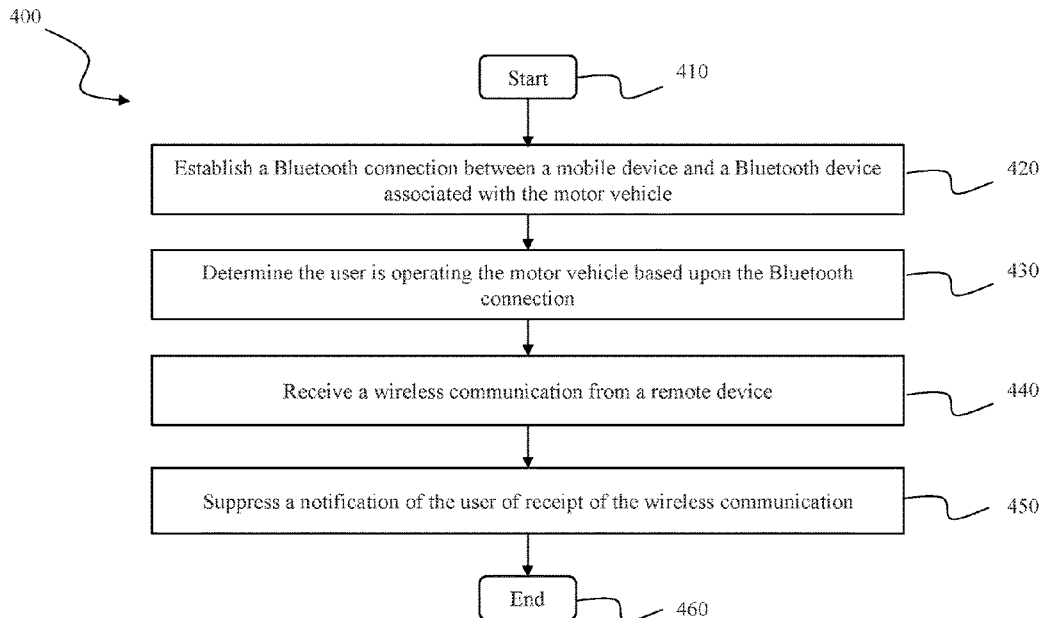 400
Start
410
Establish a Bluetooth connection between a mobile device and a Bluetooth device
associated with the motor vehicle
420
Determine the user is operating the motor vehicle based upon the Bluetooth
connection
430
Receive a wireless communication from a remote device
440
Suppress a notification of the user of receipt of the wireless communication
450
End
460